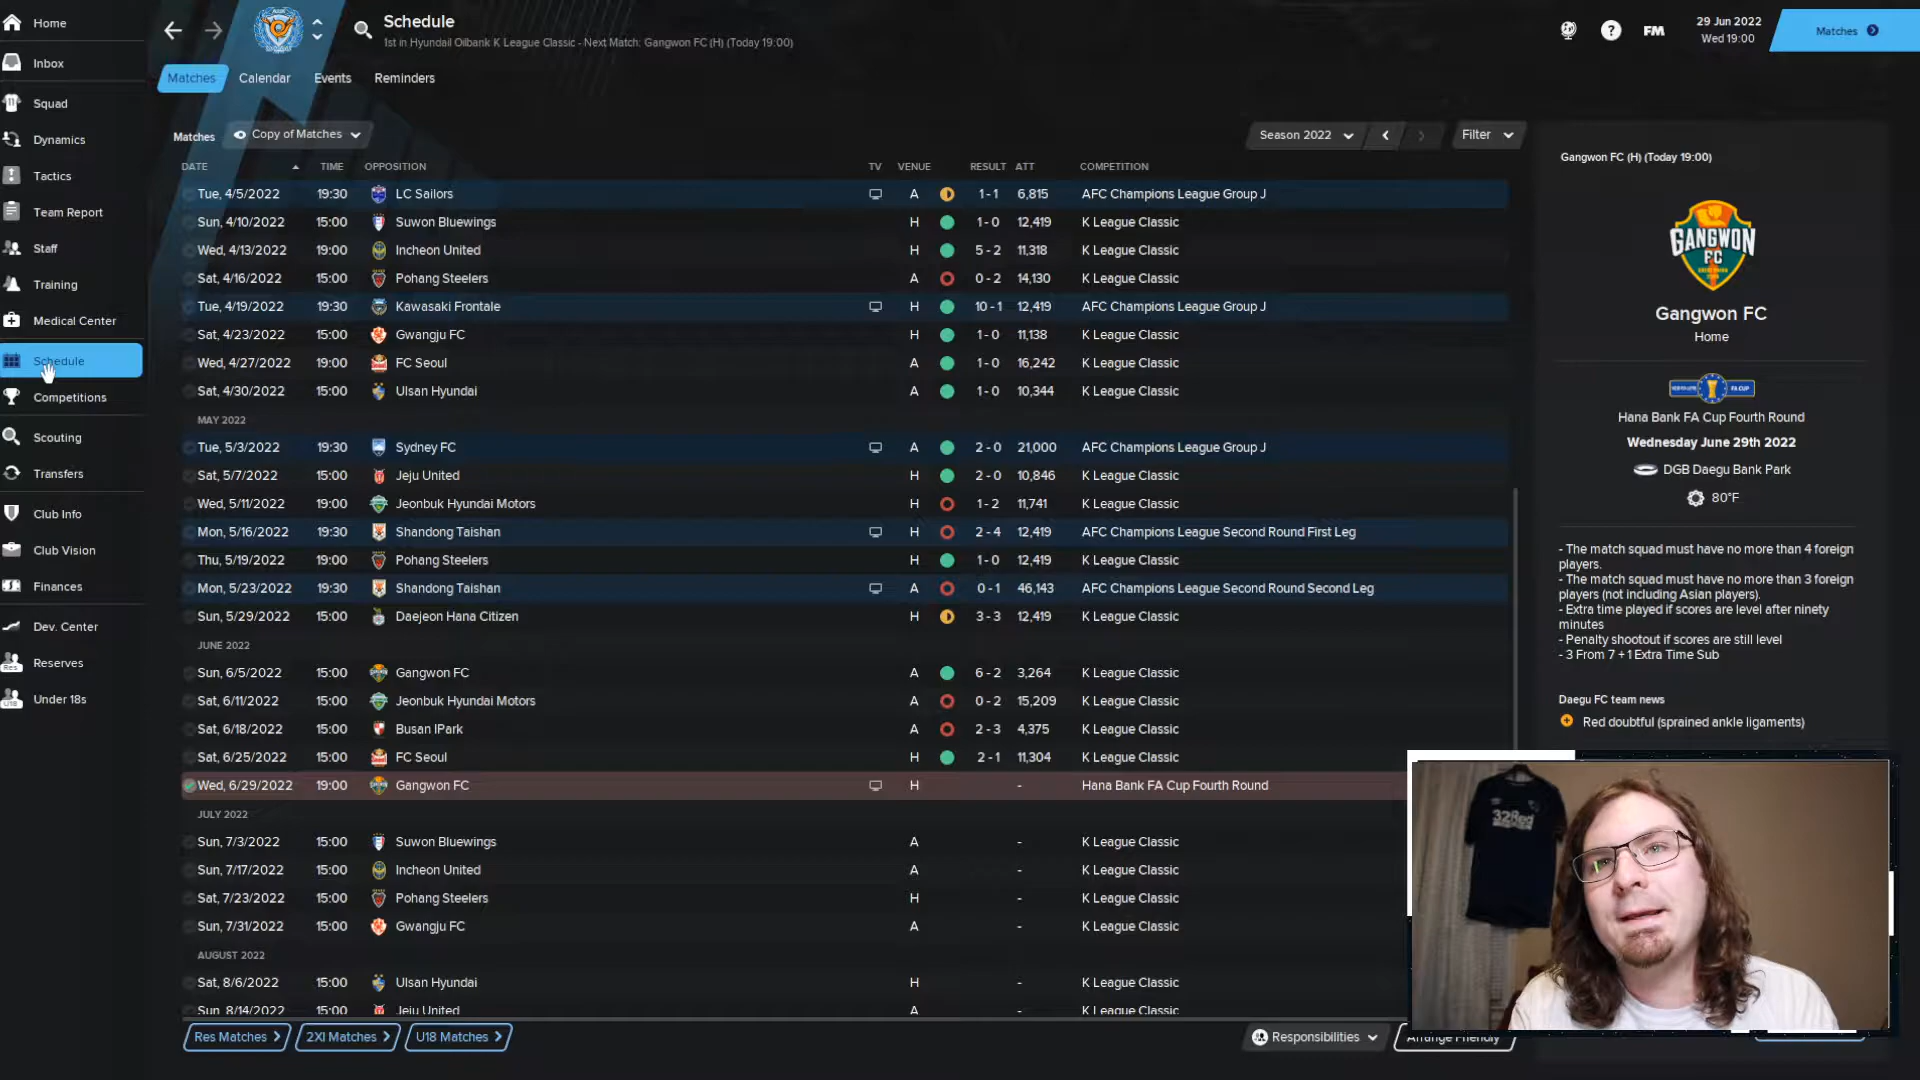 Home
Inbox
Squad
Dynamics
Tactics
Team Report
Staff
Training
Medical Center
Schedule
Competitions
Scouting
Transfers
Club Info
Club Vision
Finances
Dev. Center
Reserves
Under 18s
Schedule
1st in Hyundail Oilbank K League Classic - Next Match: Gangwon FC (H) (Today 19:00)
FM
29 Jun 2022
Wed 19:00
Matches
Matches Calendar Events Reminders
Matches Copy of Matches Season 2022 Filter
DATE TIME OPPOSITION TV VENUE RESULT ATT COMPETITION
Tue, 4/5/2022 19:30 LC Sailors A 1 - 1 6,815 AFC Champions League Group J
Sun, 4/10/2022 15:00 Suwon Bluewings H 1 - 0 12,419 K League Classic
Wed, 4/13/2022 19:00 Incheon United H 5 - 2 11,318 K League Classic
Sat, 4/16/2022 15:00 Pohang Steelers A 0 - 2 14,130 K League Classic
Tue, 4/19/2022 19:30 Kawasaki Frontale H 10 - 1 12,419 AFC Champions League Group J
Sat, 4/23/2022 15:00 Gwangju FC H 1 - 0 11,138 K League Classic
Wed, 4/27/2022 19:00 FC Seoul A 1 - 0 16,242 K League Classic
Sat, 4/30/2022 15:00 Ulsan Hyundai A 1 - 0 10,344 K League Classic
MAY 2022
Tue, 5/3/2022 19:30 Sydney FC A 2 - 0 21,000 AFC Champions League Group J
Sat, 5/7/2022 15:00 Jeju United H 2 - 0 10,846 K League Classic
Wed, 5/11/2022 19:00 Jeonbuk Hyundai Motors H 1 - 2 11,741 K League Classic
Mon, 5/16/2022 19:30 Shandong Taishan H 2 - 4 12,419 AFC Champions League Second Round First Leg
Thu, 5/19/2022 19:00 Pohang Steelers H 1 - 0 12,419 K League Classic
Mon, 5/23/2022 19:30 Shandong Taishan A 0 - 1 46,143 AFC Champions League Second Round Second Leg
Sun, 5/29/2022 15:00 Daejeon Hana Citizen H 3 - 3 12,419 K League Classic
JUNE 2022
Sun, 6/5/2022 15:00 Gangwon FC A 6 - 2 3,264 K League Classic
Sat, 6/11/2022 15:00 Jeonbuk Hyundai Motors A 0 - 2 15,209 K League Classic
Sat, 6/18/2022 15:00 Busan IPark A 2 - 3 4,375 K League Classic
Sat, 6/25/2022 15:00 FC Seoul H 2 - 1 11,304 K League Classic
Wed, 6/29/2022 19:00 Gangwon FC H - Hana Bank FA Cup Fourth Round
JULY 2022
Sun, 7/3/2022 15:00 Suwon Bluewings A - K League Classic
Sun, 7/17/2022 15:00 Incheon United A - K League Classic
Sat, 7/23/2022 15:00 Pohang Steelers H - K League Classic
Sun, 7/31/2022 15:00 Gwangju FC A - K League Classic
AUGUST 2022
Sat, 8/6/2022 15:00 Ulsan Hyundai H - K League Classic
Sun, 8/14/2022 15:00 Jeju United A - K League Classic
Res Matches 2XI Matches U18 Matches Responsibilities Arrange Friendly
Gangwon FC (H) (Today 19:00)
GANGWON
FC
Gangwon FC
Home
FA CUP
Hana Bank FA Cup Fourth Round
Wednesday June 29th 2022
DGB Daegu Bank Park
80°F
- The match squad must have no more than 4 foreign
players.
- The match squad must have no more than 3 foreign
players (not including Asian players).
- Extra time played if scores are level after ninety
minutes
- Penalty shootout if scores are still level
- 3 From 7 + 1 Extra Time Sub
Daegu FC team news
Red doubtful (sprained ankle ligaments)
32Red